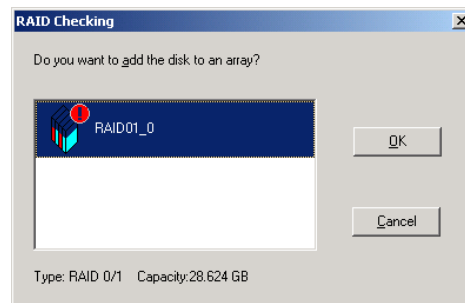 RAID Checking
Do you want to add the disk to an array?
RAID01_0
OK
Cancel
Type: RAID 0/1 Capacity:28.624 GB